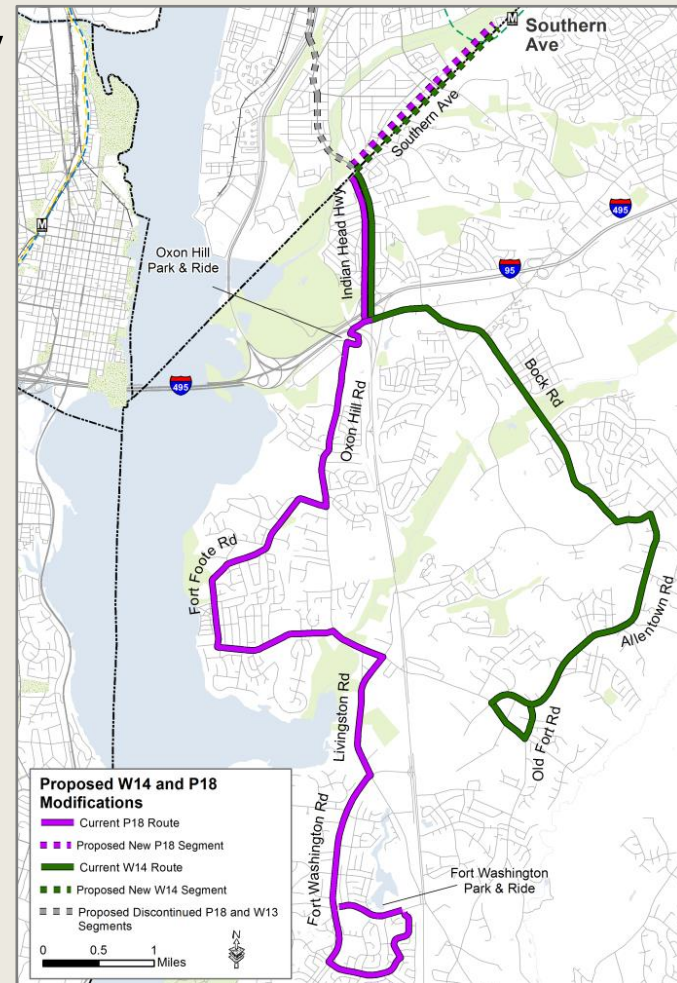 Southern
Ave
M
Southern Ave
495
M
Indian Head Hwy
Oxon Hill
Park & Ride
95
495
Bock Rd
Oxon Hill Rd
Fort Foote Rd
Allentown Rd
Livingston Rd
Old Fort Rd
Proposed W14 and P18
Modifications
Current P18 Route
Proposed New P18 Segment
Current W14 Route
Proposed New W14 Segment
Proposed Discontinued P18 and W13
Segments
0 0.5 1
Miles
N
Fort Washington Rd
Fort Washington
Park & Ride